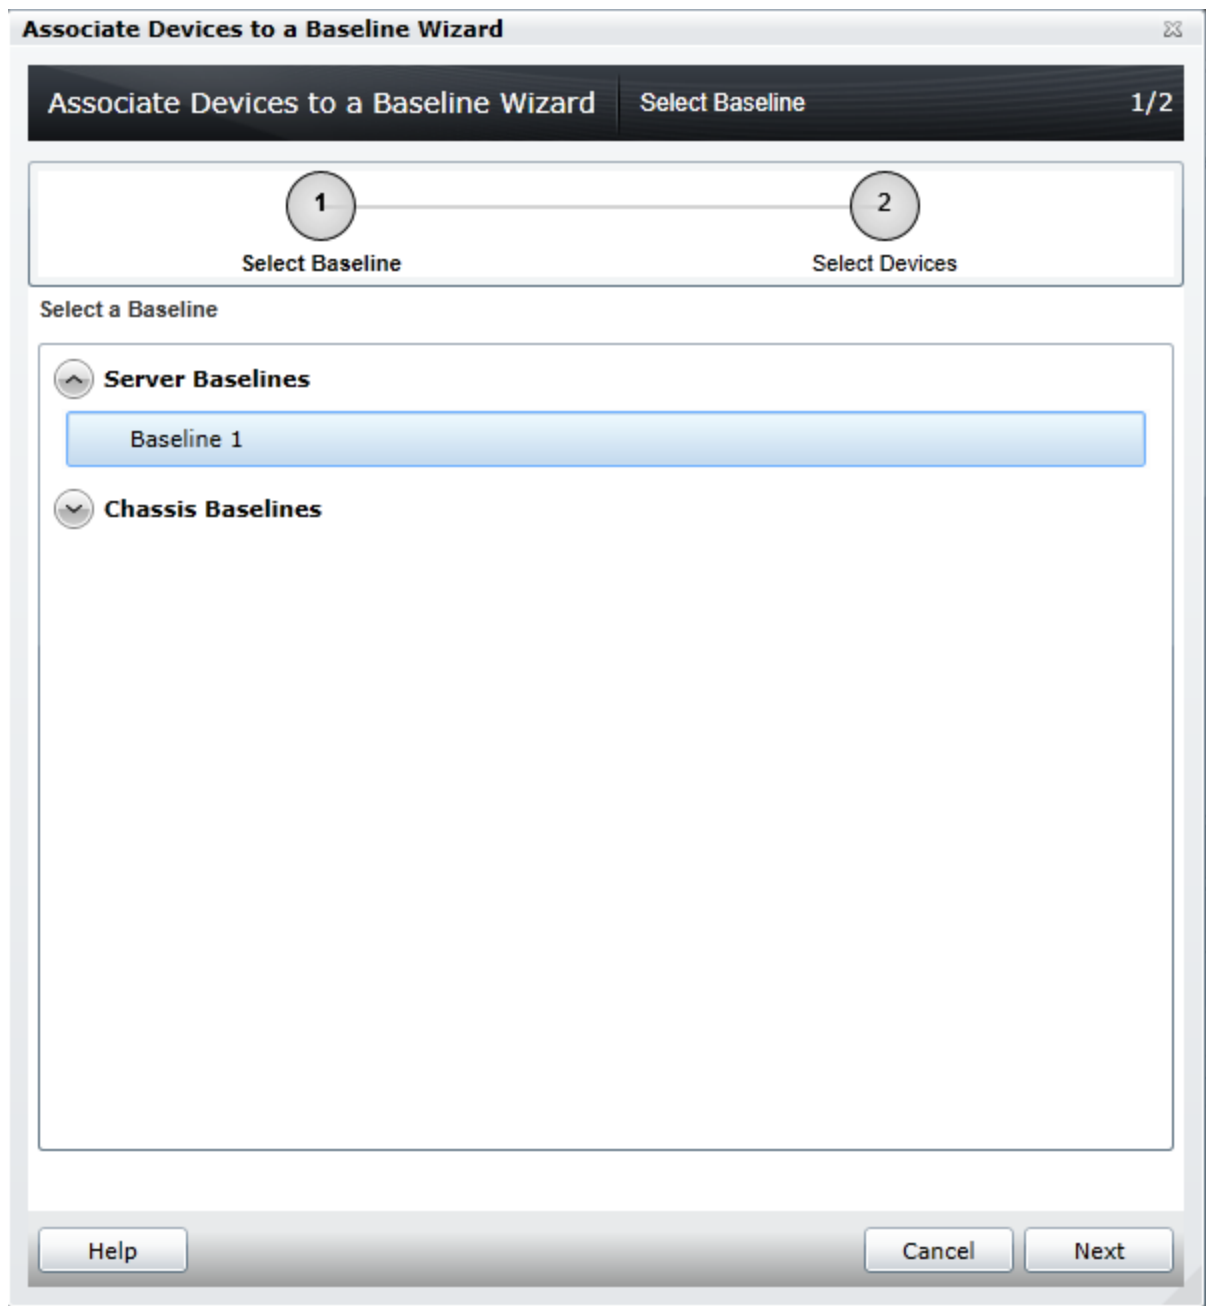 Associate Devices to a Baseline Wizard
Associate Devices to a Baseline Wizard Select Baseline 1/2
1 2
Select Baseline Select Devices
Select a Baseline
Server Baselines
Baseline 1
Chassis Baselines
Help Cancel Next